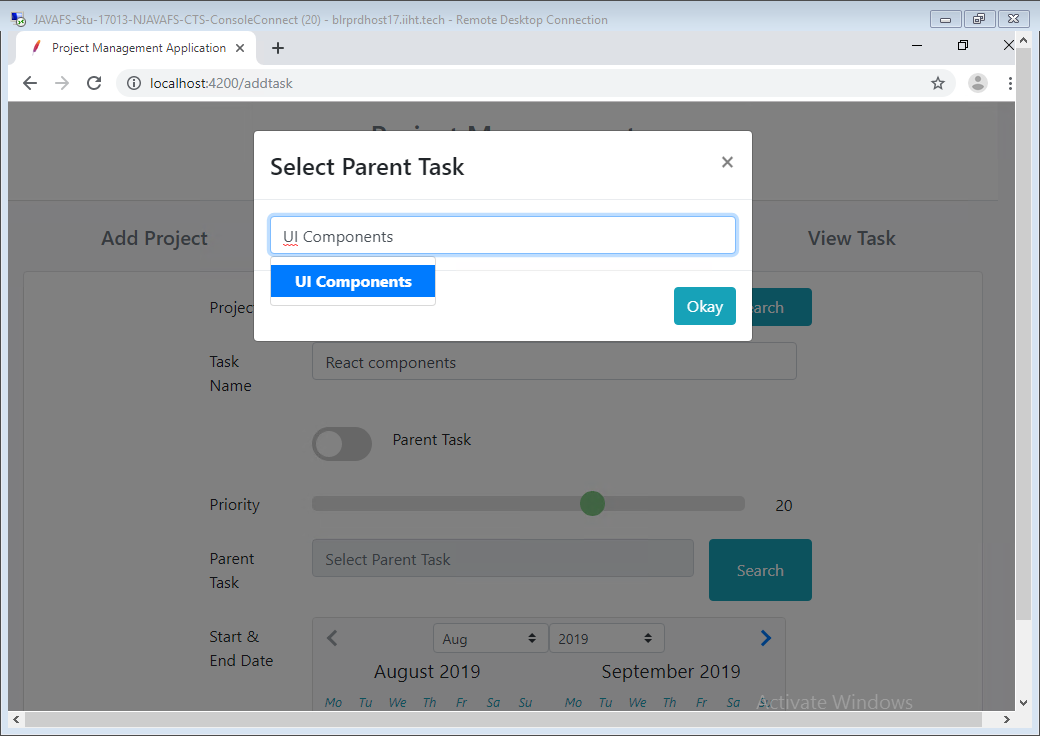 JAVAFS-Stu-17013-NJAVAFS-CTS-ConsoleConnect (20) - blrprdhost17.iiht.tech - Remote Desktop Connection
Project Management Application
localhost:4200/addtask
Select Parent Task
UI Components
UI Components
Okay
Add Project
View Task
Task Name
React components
Parent Task
Priority
20
Parent Task
Select Parent Task
Search
Start & End Date
Aug
2019
August 2019
September 2019
Mo Tu We Th Fr Sa Su
Mo Tu We Th Fr Sa
Activate Windows